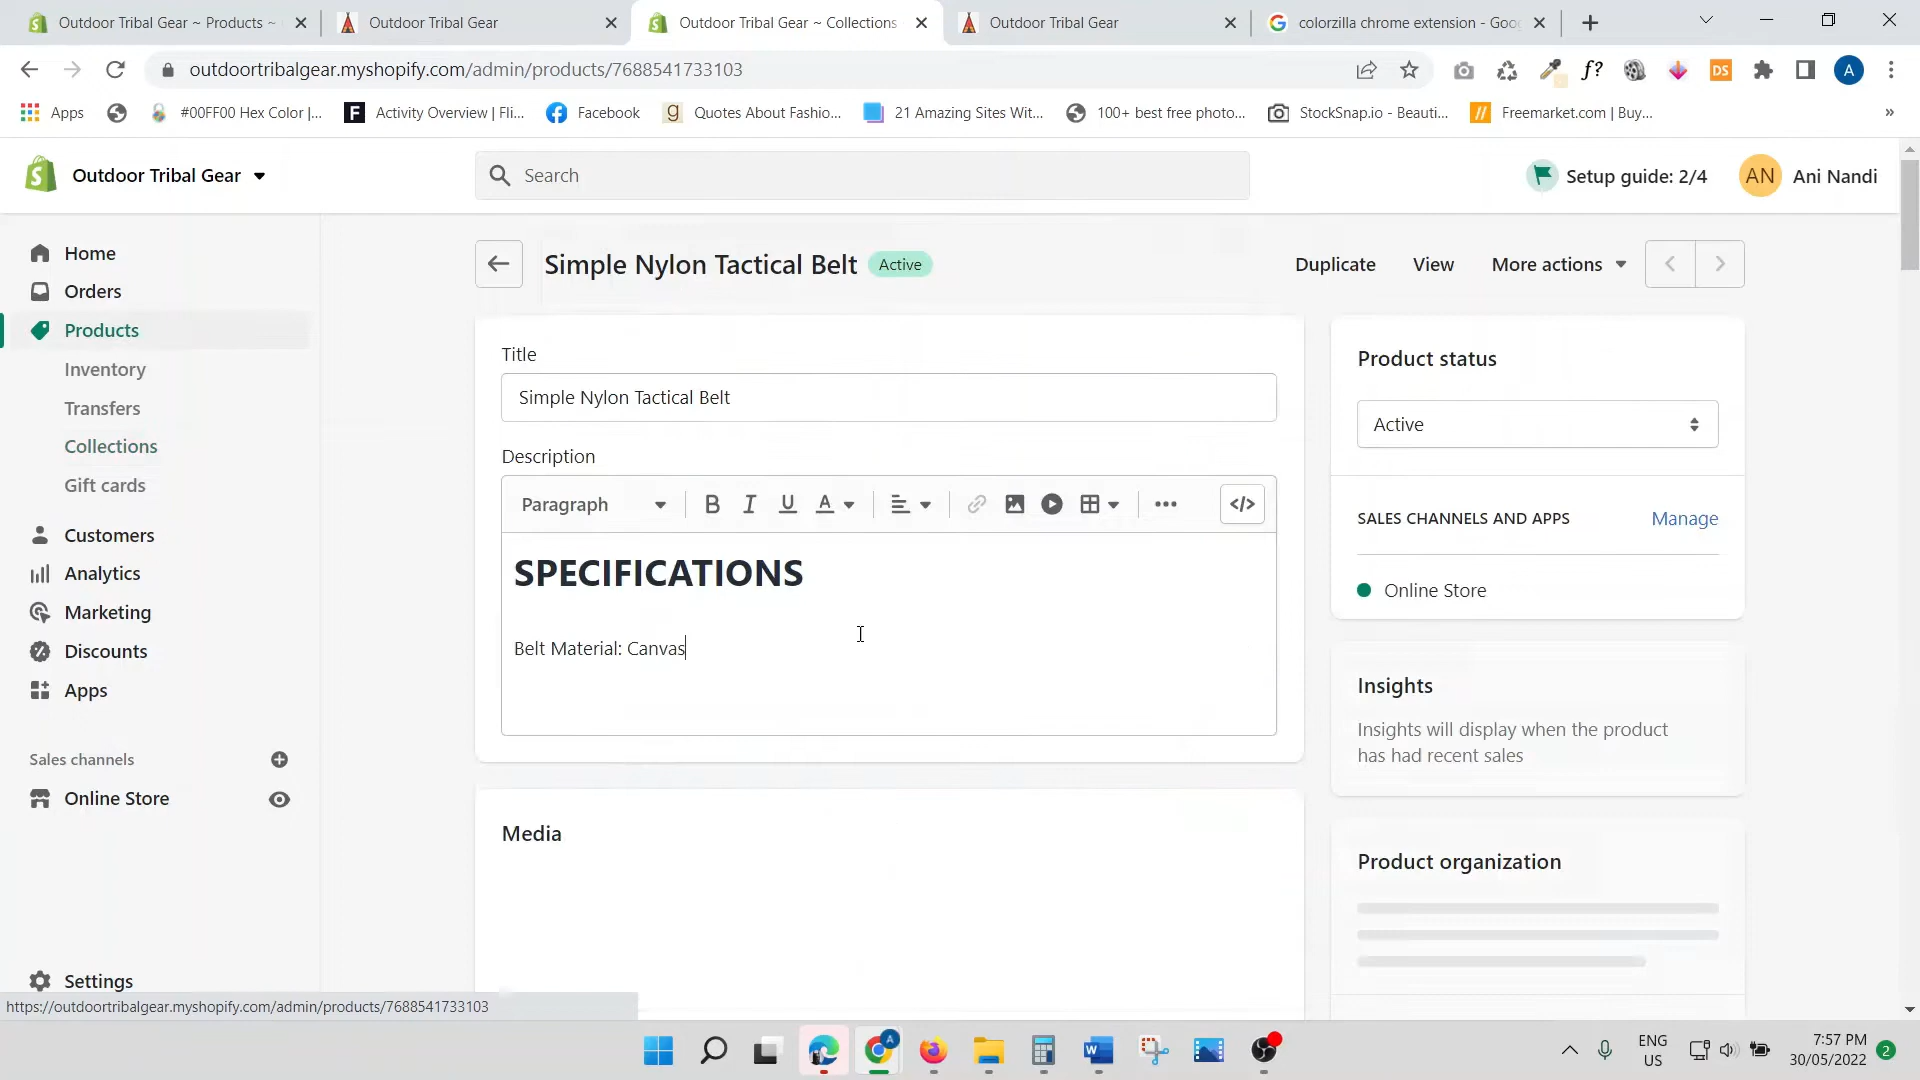 Outdoor Tribal Gear ~ Products ~
Outdoor Tribal Gear
Outdoor Tribal Gear ~ Collections
Outdoor Tribal Gear
colorzilla chrome extension - Goo
outdoortribalgear.myshopify.com/admin/products/7688541733103
f?
DS
A
Apps
#00FF00 Hex Color |...
F
Activity Overview | Fli...
Facebook
Quotes About Fashio...
21 Amazing Sites Wit...
100+ best free photo...
StockSnap.io - Beauti...
Freemarket.com | Buy...
»
Outdoor Tribal Gear
Search
Setup guide: 2/4
AN
Ani Nandi
Home
Orders
Products
Inventory
Transfers
Collections
Gift cards
Customers
Analytics
Marketing
Discounts
Apps
Sales channels
Online Store
Settings
Simple Nylon Tactical Belt
Active
Duplicate
View
More actions
Title
Simple Nylon Tactical Belt
Description
Paragraph
B
I
U
A
</>
SPECIFICATIONS
Belt Material: Canvas
Media
Product status
Active
SALES CHANNELS AND APPS
Manage
Online Store
Insights
Insights will display when the product
has had recent sales
Product organization
https://outdoortribalgear.myshopify.com/admin/products/7688541733103
ENG
US
7:57 PM
30/05/2022
2